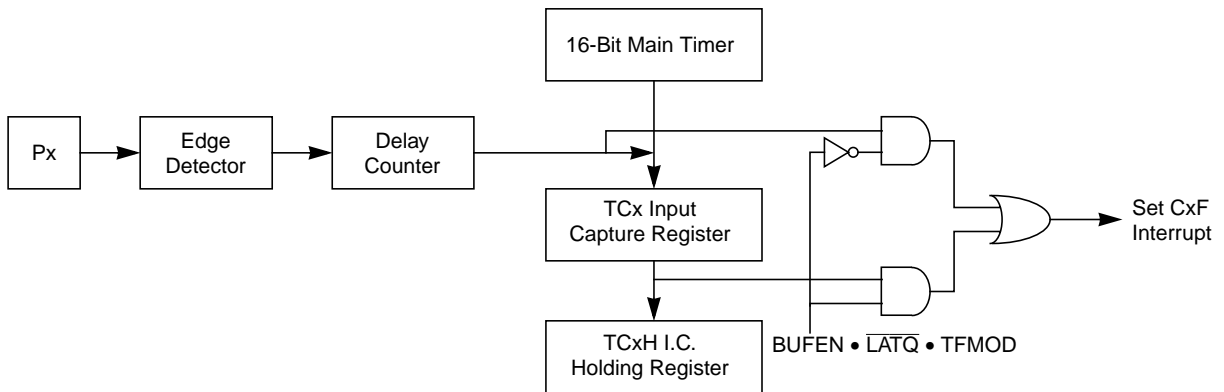 16-Bit Main Timer
Px
Edge
Detector
Delay
Counter
TCx Input
Capture Register
Set CxF
Interrupt
TCxH I.C.
Holding Register
BUFEN • L̅A̅T̅Q̅ • TFMOD